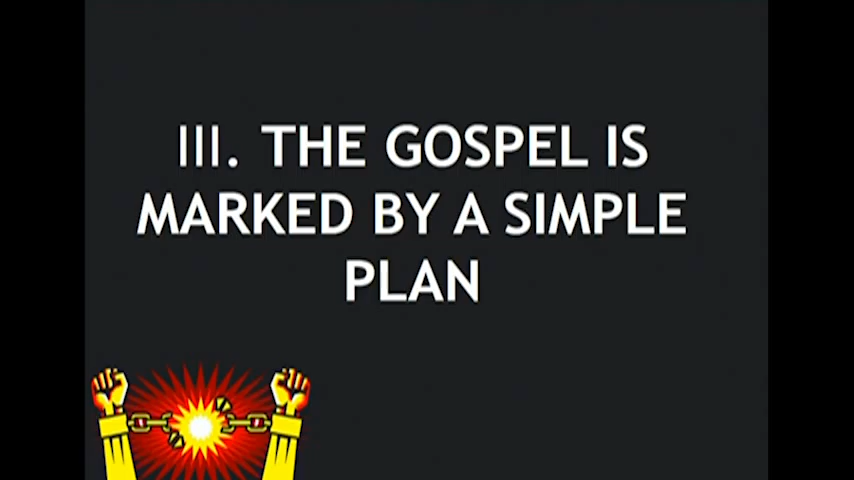 III. THE GOSPEL IS
MARKED BY A SIMPLE
PLAN